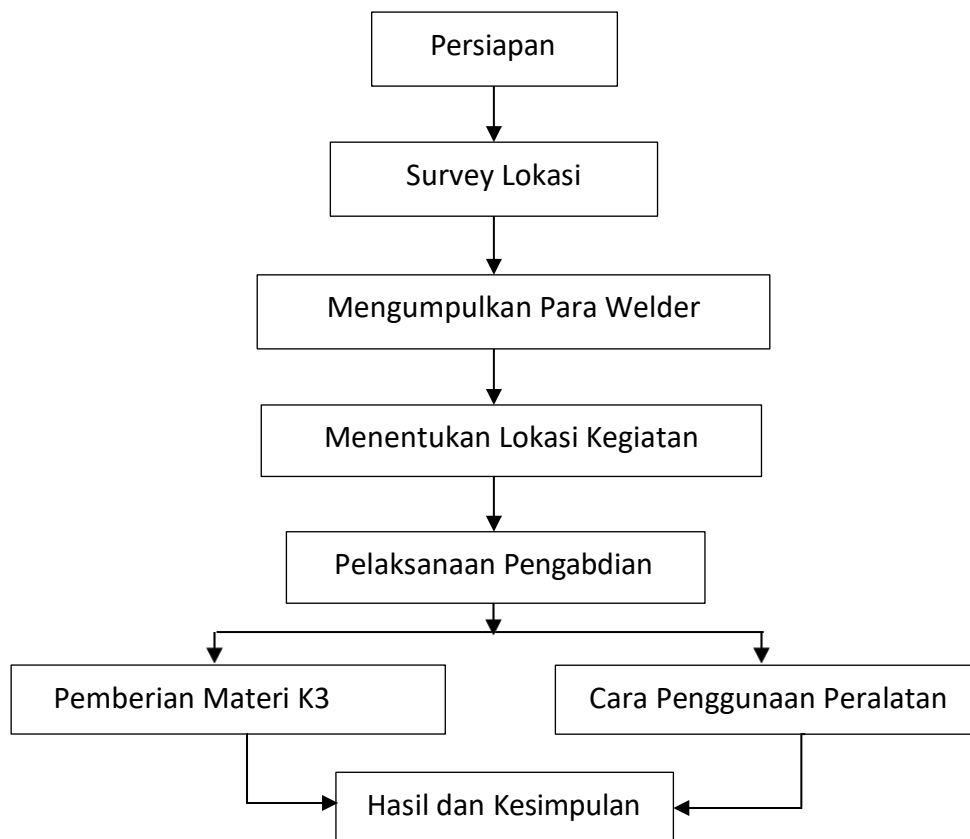 Persiapan
Survey Lokasi
Mengumpulkan Para Welder
Menentukan Lokasi Kegiatan
Pelaksanaan Pengabdian
Pemberian Materi K3
Cara Penggunaan Peralatan
Hasil dan Kesimpulan